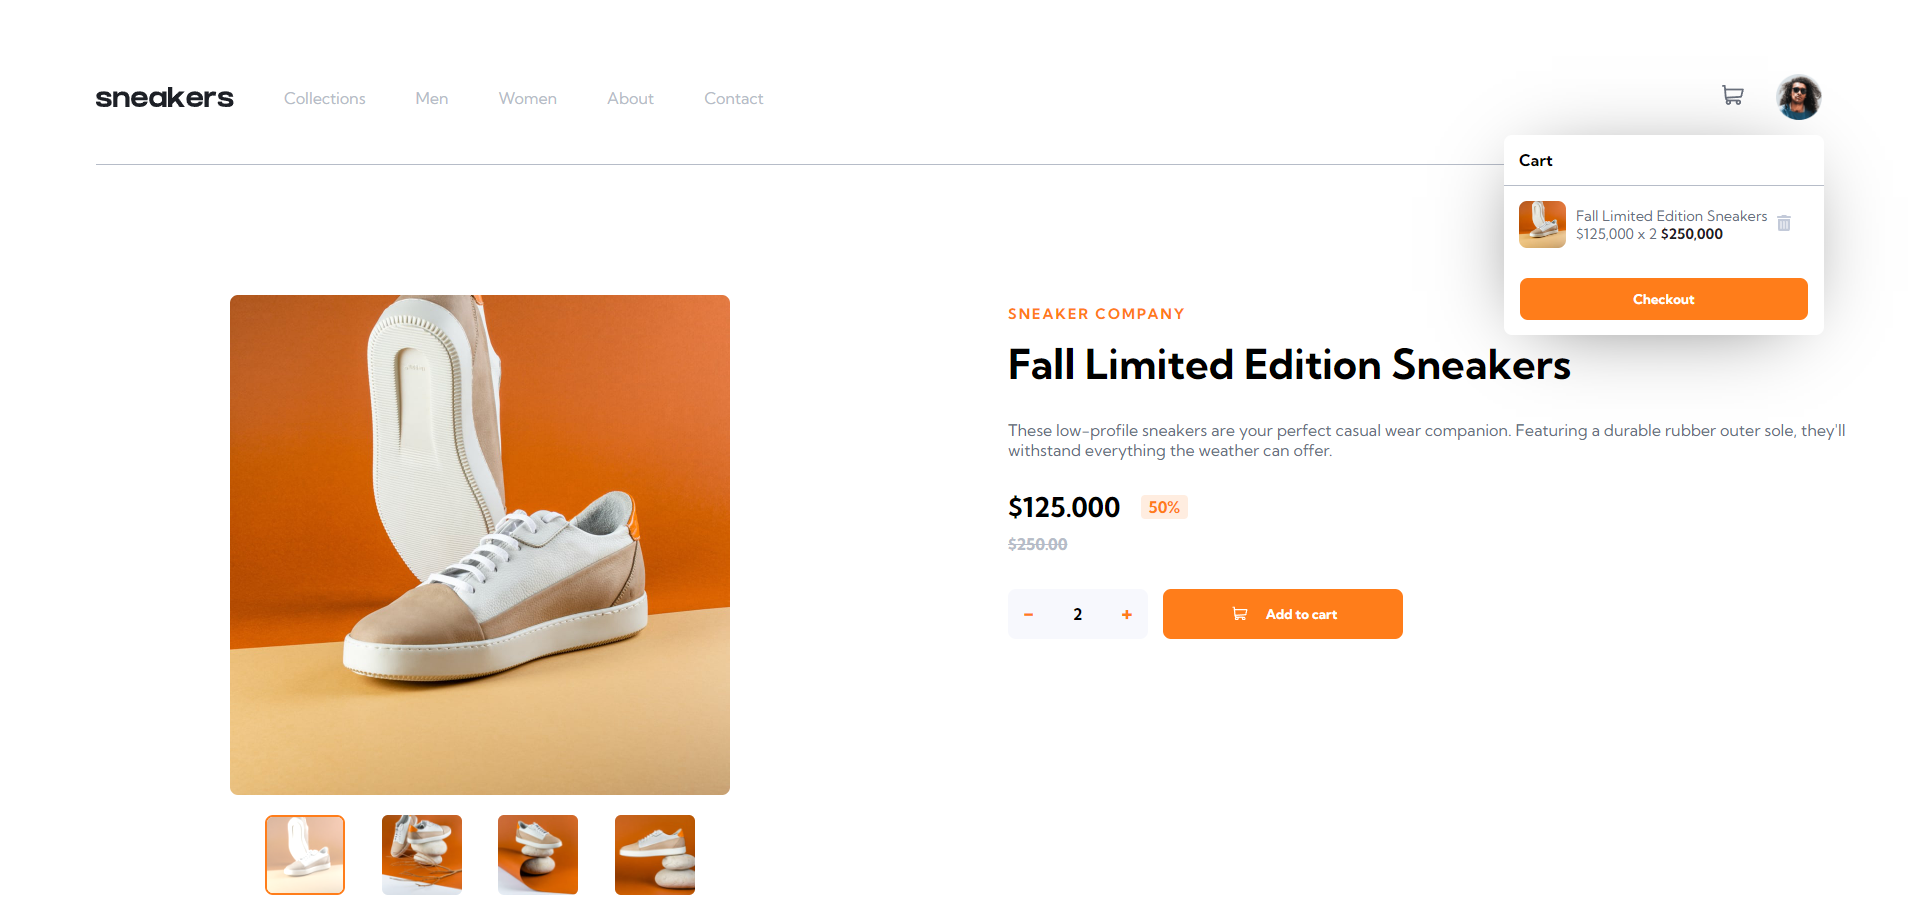 sneakers
Collections
Men
Women
About
Contact
Cart
Fall Limited Edition Sneakers
$125,000 x 2 $250,000
Checkout
SNEAKER COMPANY
Fall Limited Edition Sneakers
These low-profile sneakers are your perfect casual wear companion. Featuring a durable rubber outer sole, they'll
withstand everything the weather can offer.
$125.000 50%
$250.00
- 2 +
Add to cart